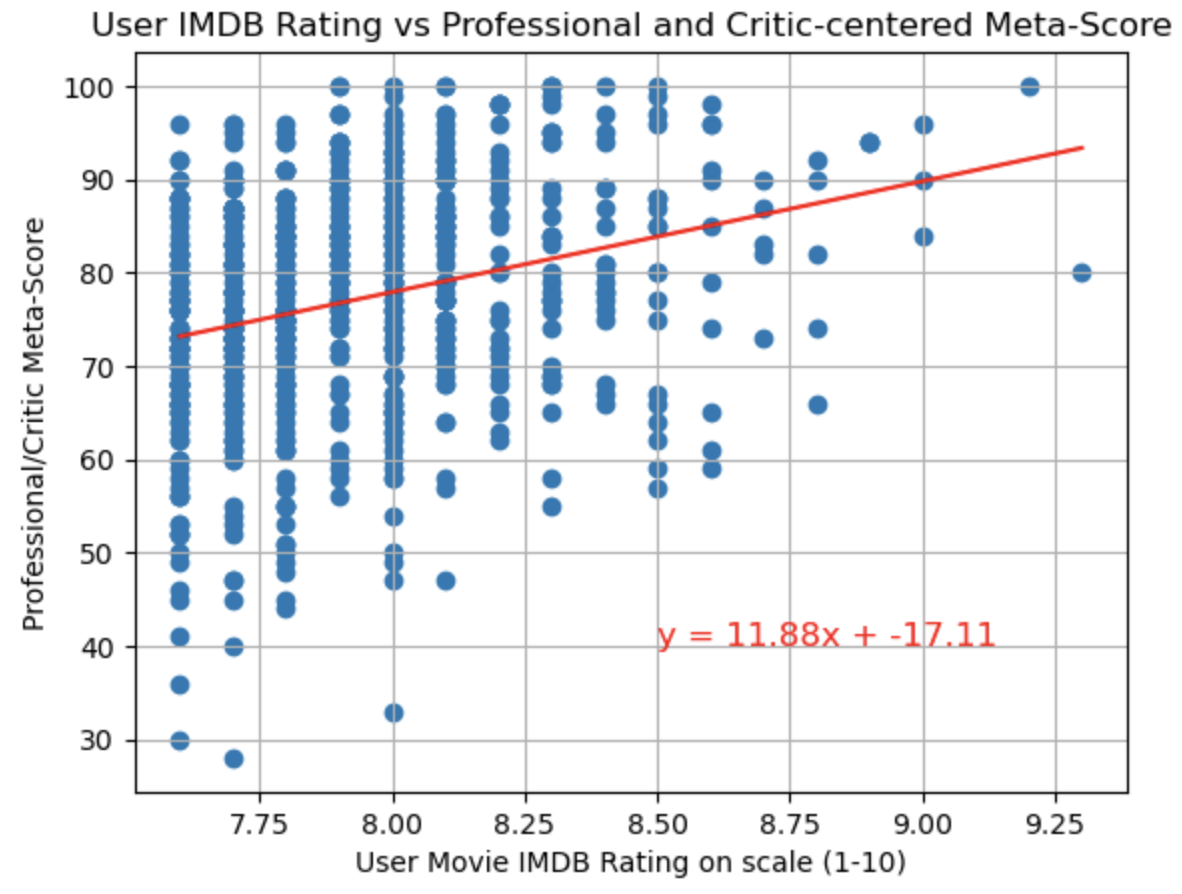 User IMDB Rating vs Professional and Critic-centered Meta-Score
100
90
80
70
60
50
40
30
Professional/Critic Meta-Score
y = 11.88x + -17.11
7.75 8.00 8.25 8.50 8.75 9.00 9.25
User Movie IMDB Rating on scale (1-10)